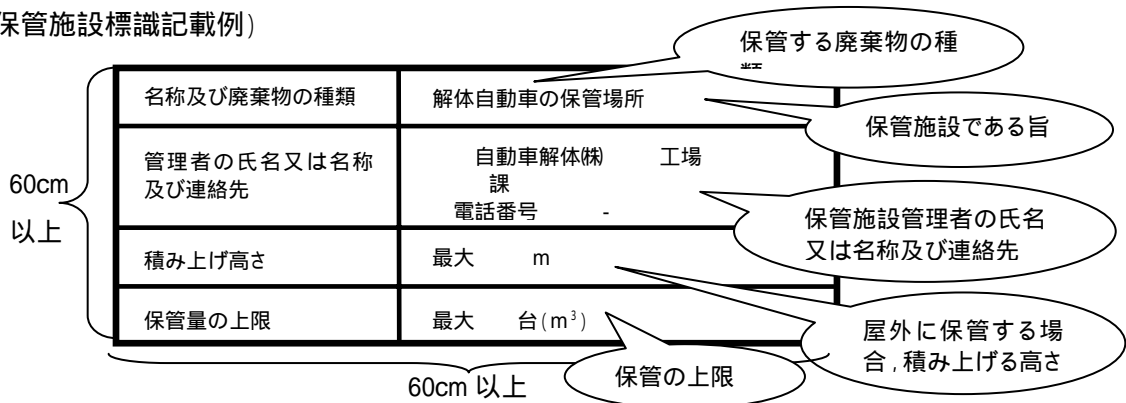 保管施設標識記載例)
保管する廃棄物の種
名称及び廃棄物の種類
解体自動車の保管場所
保管施設である旨
管理者の氏名又は名称
及び連絡先
自動車解体㈱ 工場
課
電話番号 -
保管施設管理者の氏名
又は名称及び連絡先
60cm
以上
積み上げ高さ
最大 m
屋外に保管する場
合,積み上げる高さ
保管量の上限
最大 台(m³)
保管の上限
60cm 以上